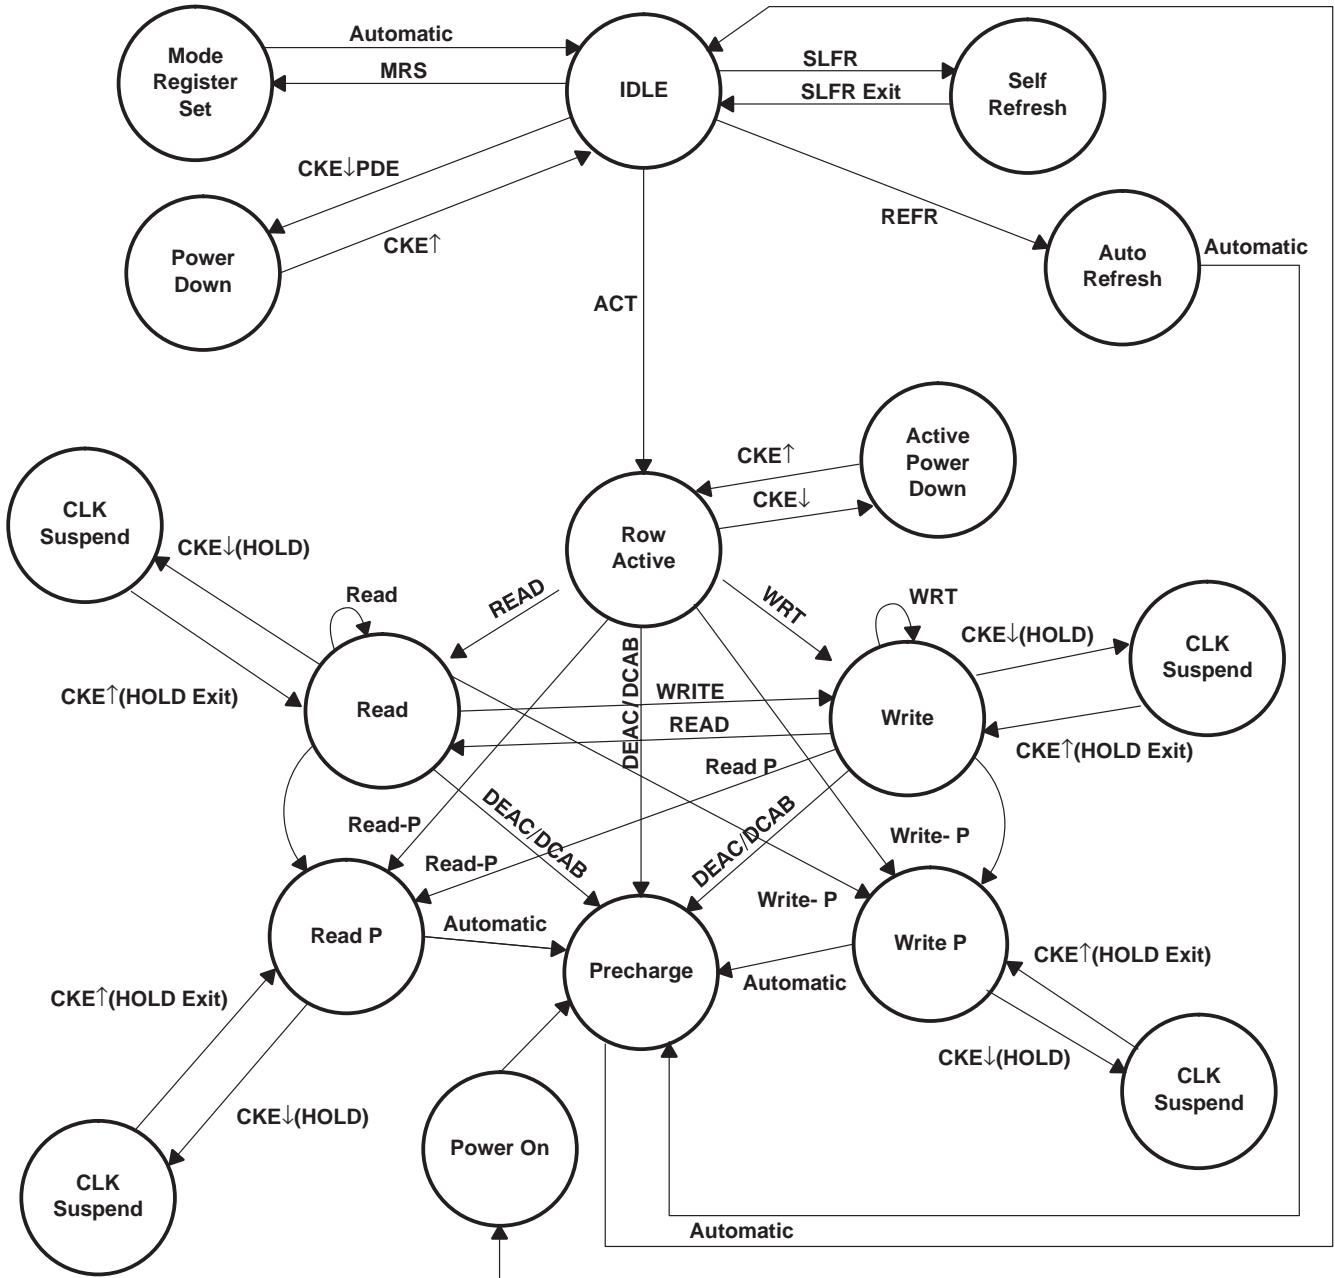 Mode
Register
Set
Automatic
MRS
IDLE
SLFR
SLFR Exit
Self
Refresh
CKE↓PDE
CKE↑
Power
Down
REFR
Auto
Refresh
Automatic
ACT
Active
Power
Down
CKE↑
CKE↓
Row
Active
CLK
Suspend
CKE↓(HOLD)
CKE↑(HOLD Exit)
Read
READ
WRT
WRT
CKE↓(HOLD)
CLK
Suspend
CKE↑(HOLD Exit)
Read
DEAC/DCAB
WRITE
READ
Write
Read P
Read-P
DEAC/DCAB
DEAC/DCAB
Write- P
Read-P
Write- P
Read P
Automatic
Precharge
Automatic
Write P
CKE↑(HOLD Exit)
CKE↑(HOLD Exit)
CKE↓(HOLD)
CLK
Suspend
CKE↓(HOLD)
CLK
Suspend
Power On
Automatic